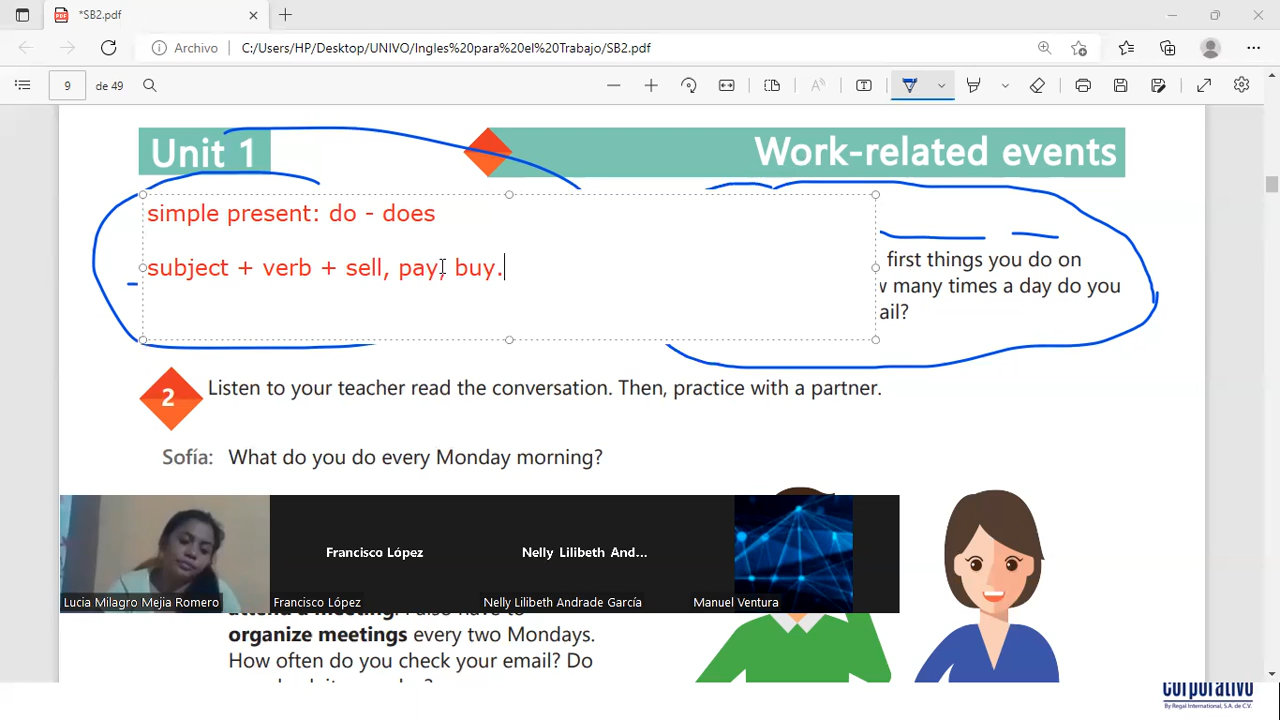 *SB2.pdf
Archivo C:/Users/HP/Desktop/UNIVO/Ingles%20para%20el%20Trabajo/SB2.pdf
9 de 49
Unit 1 Work-related events
simple present: do - does
subject + verb + sell, pay, buy.
first things you do on
many times a day do you
ail?
2 Listen to your teacher read the conversation. Then, practice with a partner.
Sofía: What do you do every Monday morning?
Francisco López
Nelly Lilibeth And...
Lucia Milagro Mejia Romero
Francisco López
Nelly Lilibeth Andrade García
Manuel Ventura
organize meetings every two Mondays.
How often do you check your email? Do
Corporativo
By Regal International, S.A. de C.V.